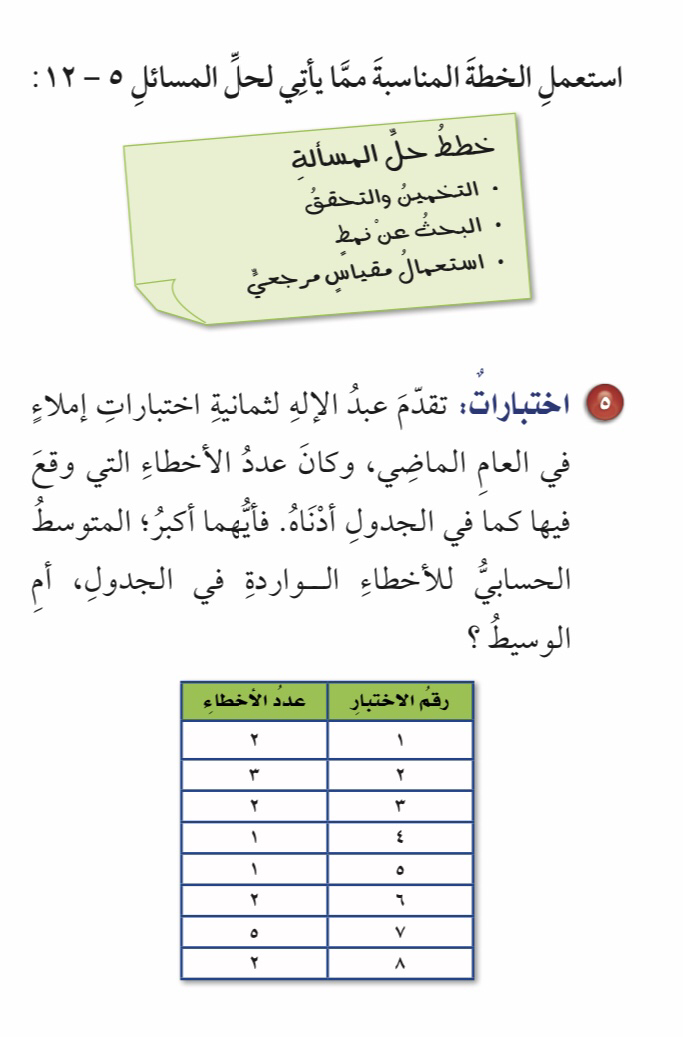 استعملِ الخطةَ المناسبةَ ممَّا يأتِي لحلِّ المسائلِ ٥ – ١٢ :
خططُ حلِّ المسألةِ
• التخمينُ والتحققُ
• البحثُ عنْ نمطٍ
• استعمالُ مقياسٍ مرجعيٍّ
٥ اختباراتٌ: تقدّمَ عبدُ الإلهِ لثمانيةِ اختباراتِ إملاءٍ
في العامِ الماضِي، وكانَ عددُ الأخطاءِ التي وقعَ
فيها كما في الجدولِ أدْنَاهُ. فأيُّهما أكبرُ؛ المتوسطُ
الحسابيُّ للأخطاءِ الـواردةِ في الجدولِ، أمِ
الوسيطُ ؟
رقمُ الاختبارِ عددُ الأخطاءِ
١ ٢
٢ ٣
٣ ٢
٤ ١
٥ ١
٦ ٢
٧ ٥
٨ ٢